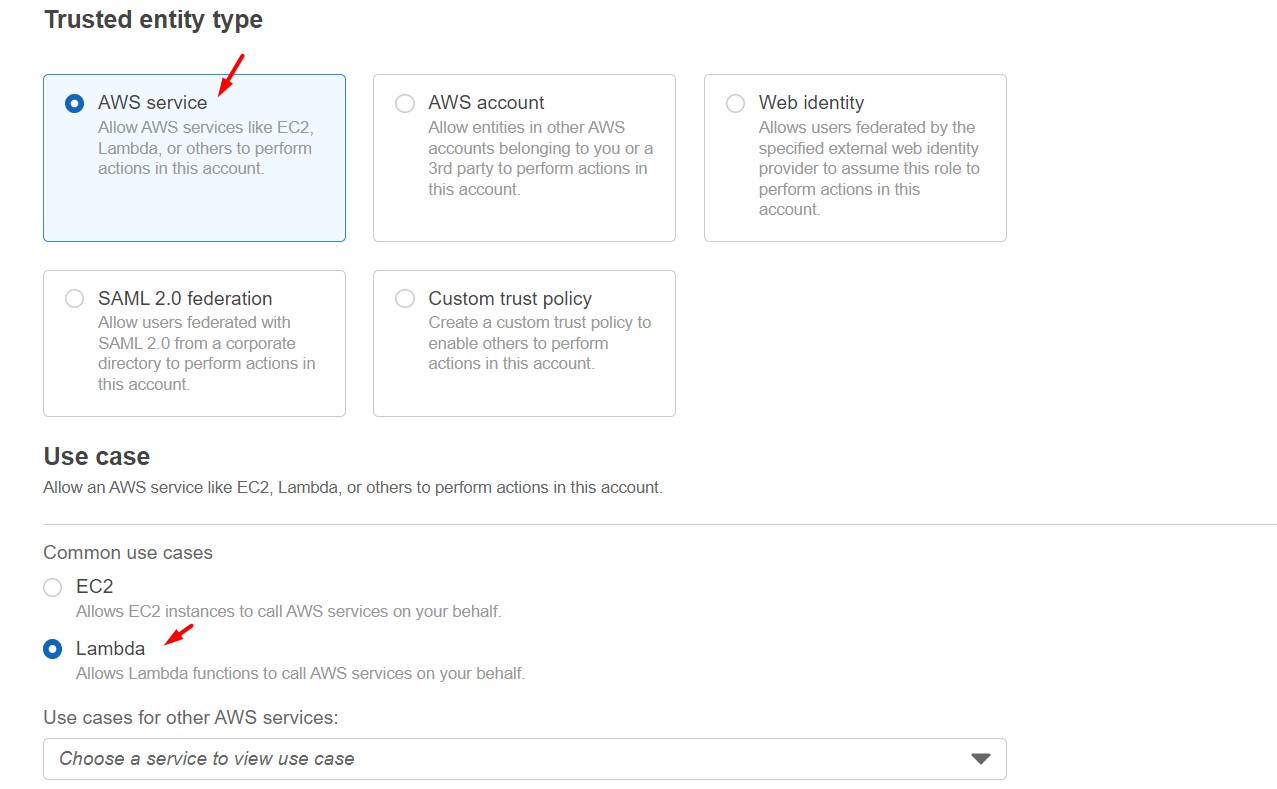 Trusted entity type
AWS service
Allow AWS services like EC2,
Lambda, or others to perform
actions in this account.
AWS account
Allow entities in other AWS
accounts belonging to you or a
3rd party to perform actions in
this account.
Web identity
Allows users federated by the
specified external web identity
provider to assume this role to
perform actions in this
account.
SAML 2.0 federation
Allow users federated with
SAML 2.0 from a corporate
directory to perform actions in
this account.
Custom trust policy
Create a custom trust policy to
enable others to perform
actions in this account.
Use case
Allow an AWS service like EC2, Lambda, or others to perform actions in this account.
Common use cases
EC2
Allows EC2 instances to call AWS services on your behalf.
Lambda
Allows Lambda functions to call AWS services on your behalf.
Use cases for other AWS services:
Choose a service to view use case